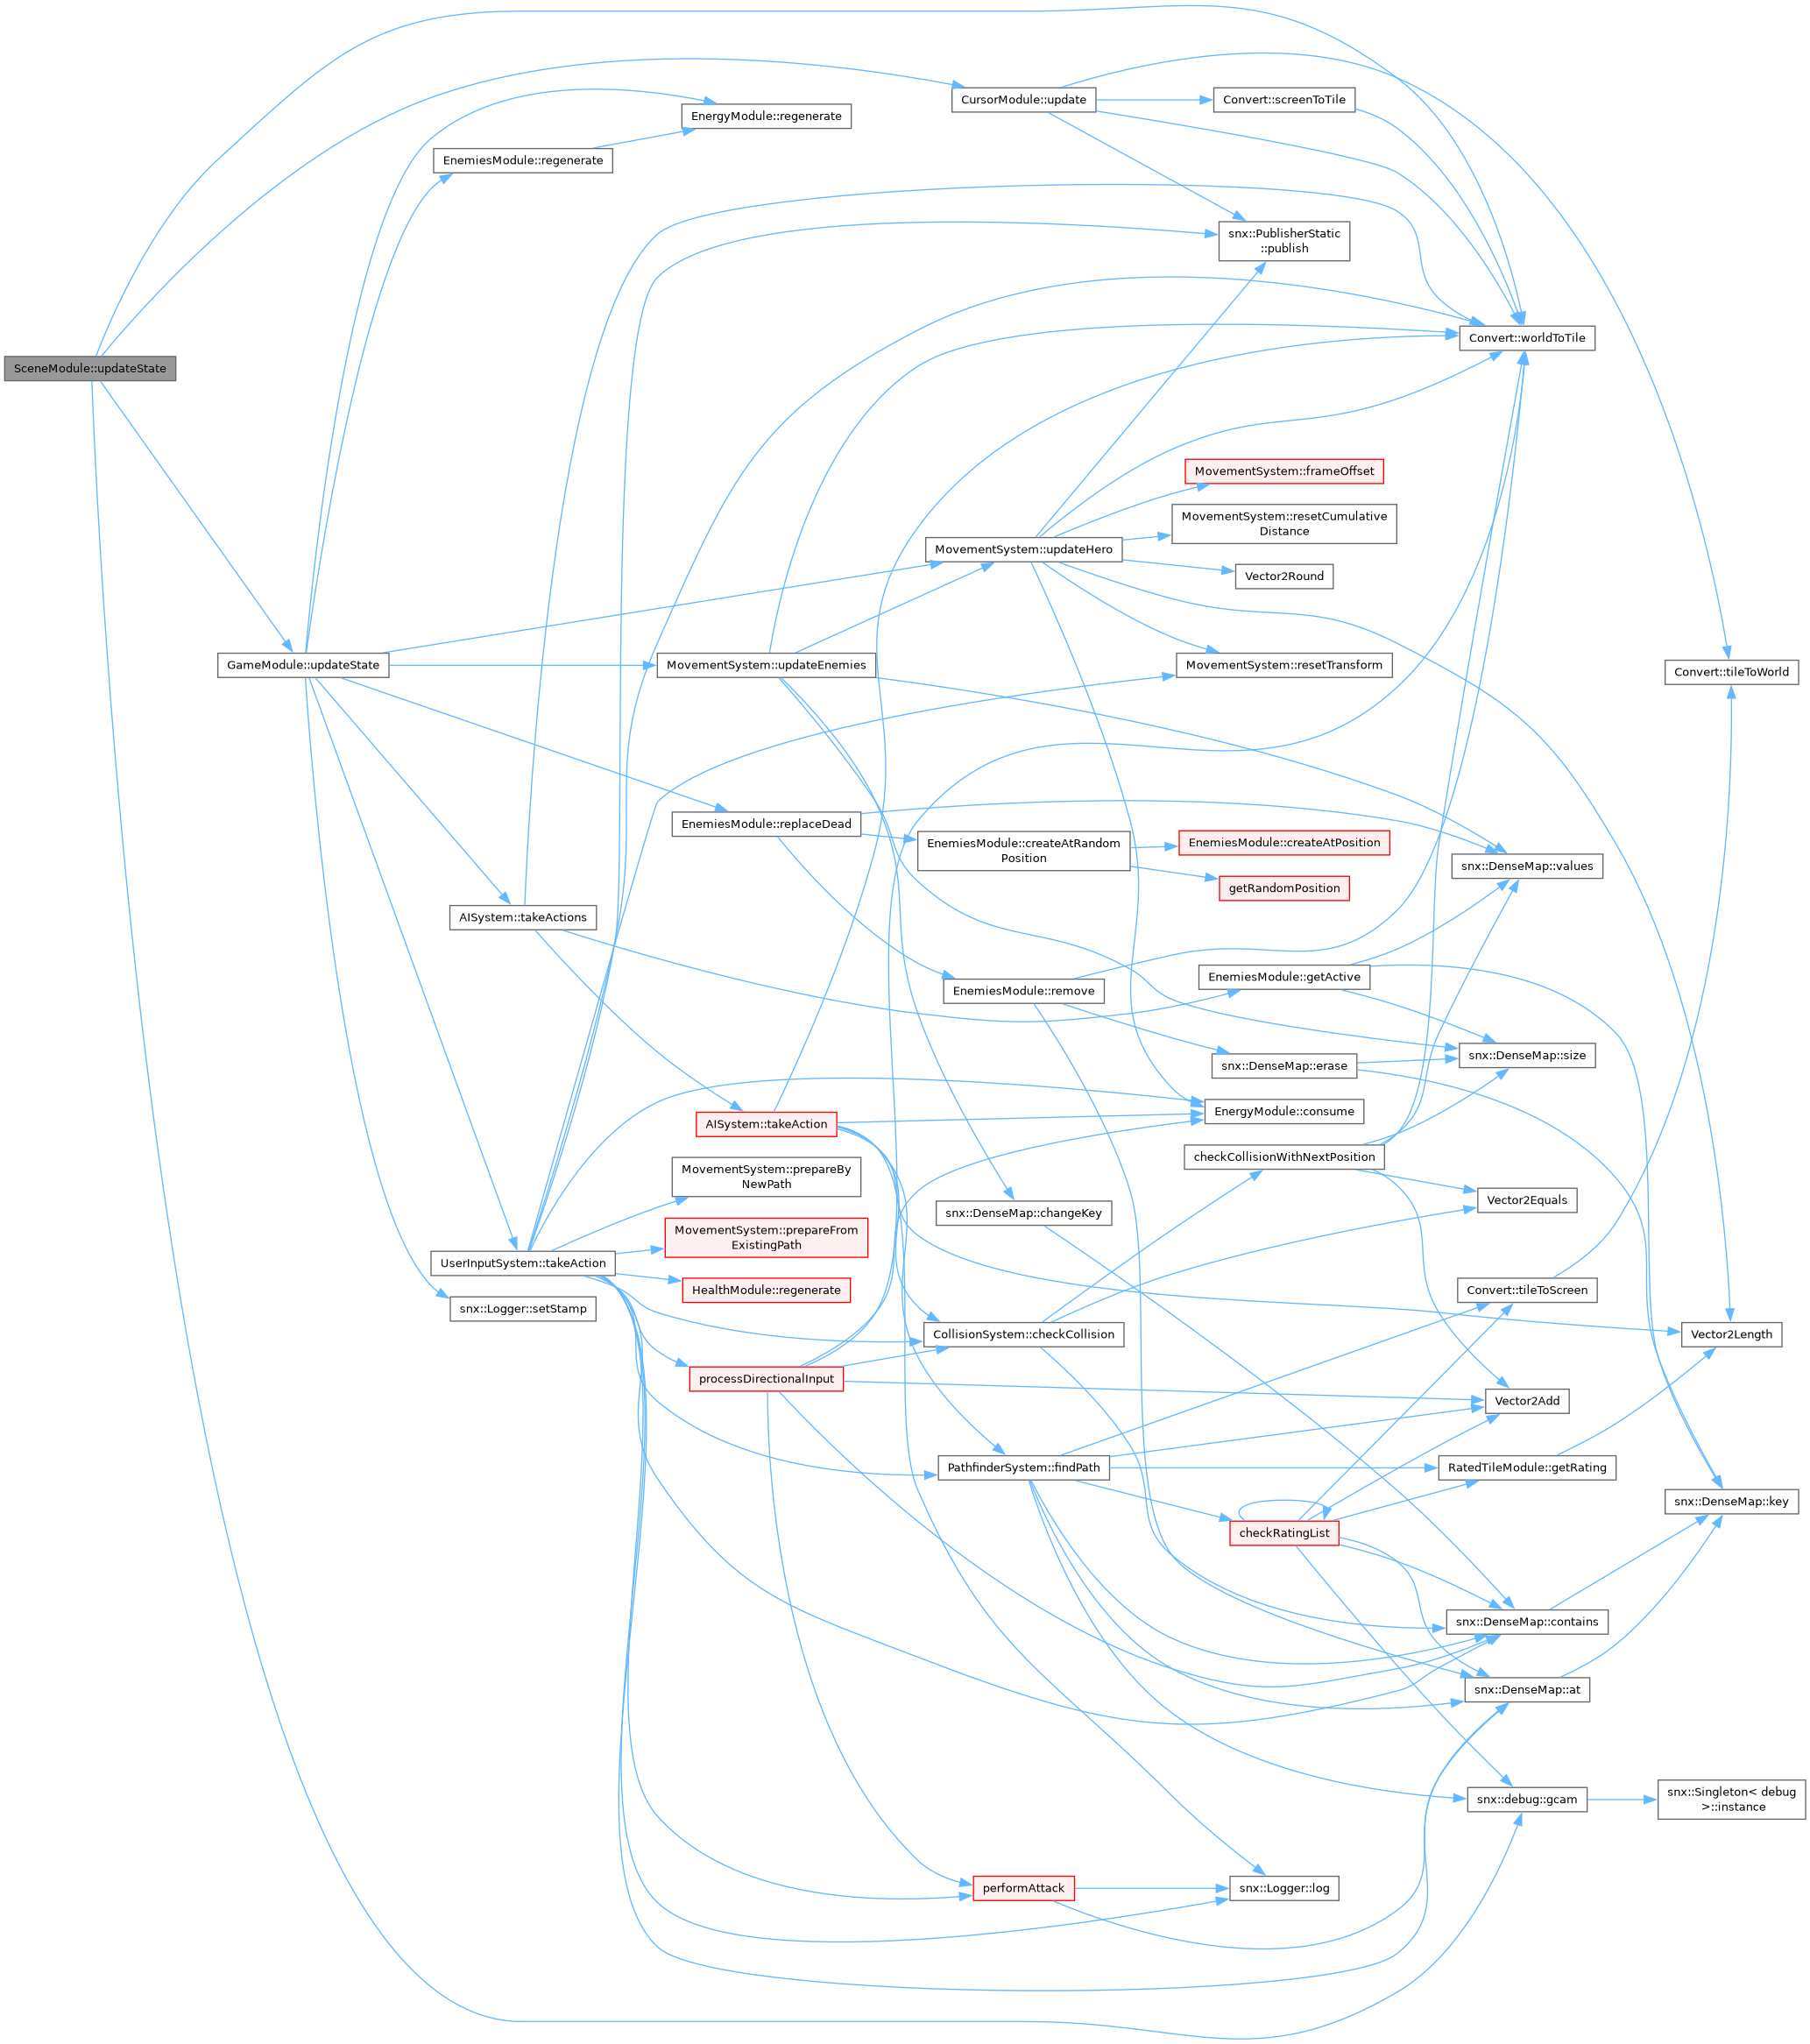 CursorModule::update
Convert::screenToTile
EnergyModule::regenerate
EnemiesModule::regenerate
snx::PublisherStatic
::publish
Convert::worldToTile
SceneModule::updateState
MovementSystem::frameOffset
MovementSystem::resetCumulative
Distance
MovementSystem::updateHero
Vector2Round
GameModule::updateState
MovementSystem::updateEnemies
MovementSystem::resetTransform
Convert::tileToWorld
EnemiesModule::replaceDead
EnemiesModule::createAtRandom
Position
EnemiesModule::createAtPosition
getRandomPosition
snx::DenseMap::values
AISystem::takeActions
EnemiesModule::remove
EnemiesModule::getActive
snx::DenseMap::erase
snx::DenseMap::size
AISystem::takeAction
EnergyModule::consume
checkCollisionWithNextPosition
MovementSystem::prepareBy
NewPath
snx::DenseMap::changeKey
Vector2Equals
MovementSystem::prepareFrom
ExistingPath
UserInputSystem::takeAction
HealthModule::regenerate
Convert::tileToScreen
snx::Logger::setStamp
CollisionSystem::checkCollision
Vector2Length
processDirectionalInput
Vector2Add
PathfinderSystem::findPath
RatedTileModule::getRating
snx::DenseMap::key
checkRatingList
snx::DenseMap::contains
snx::DenseMap::at
snx::debug::gcam
snx::Singleton< debug
>::instance
performAttack
snx::Logger::log